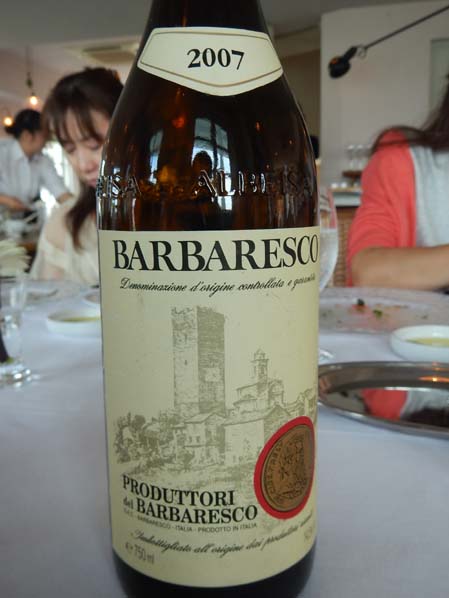 2007
ALBEISA
BARBARESCO
Denominazione d'origine controllata e garantita
PRODUTTORI
del BARBARESCO
BARBARESCO - ITALIA - PRODOTTO IN ITALIA
Imbottigliato all'origine dai produttori
e 750 ml